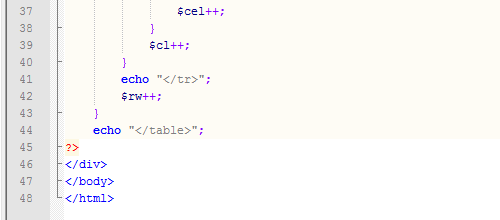 37 $cel++;
38 }
39 $cl++;
40 }
41 echo "</tr>";
42 $rw++;
43 }
44 echo "</table>";
45 ?>
46 </div>
47 </body>
48 </html>